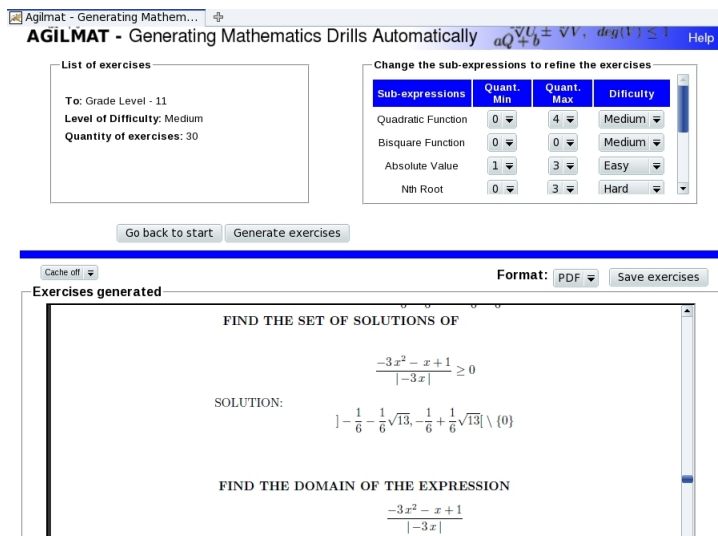 Agilmat - Generating Mathem...
AGILMAT - Generating Mathematics Drills Automatically
Help
List of exercises
To: Grade Level - 11
Level of Difficulty: Medium
Quantity of exercises: 30
Change the sub-expressions to refine the exercises
Sub-expressions Quant. Min Quant. Max Dificulty
Quadratic Function 0 4 Medium
Bisquare Function 0 0 Medium
Absolute Value 1 3 Easy
Nth Root 0 3 Hard
Go back to start Generate exercises
Cache off
Format: PDF Save exercises
Exercises generated
FIND THE SET OF SOLUTIONS OF
−3x² − x + 1
|−3x| ≥ 0
SOLUTION:
]−1/6 − 1/6√13, −1/6 + 1/6√13[ \ {0}
FIND THE DOMAIN OF THE EXPRESSION
−3x² − x + 1
|−3x|